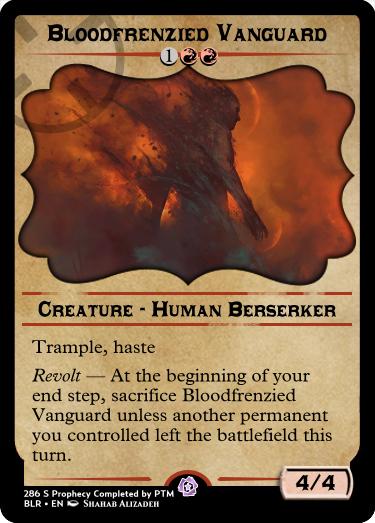 Bloodfrenzied Vanguard
1
Creature - Human Berserker
Trample, haste
Revolt — At the beginning of your
end step, sacrifice Bloodfrenzied
Vanguard unless another permanent
you controlled left the battlefield this
turn.
4/4
286 S Prophecy Completed by PTM
BLR • EN Shahab Alizadeh